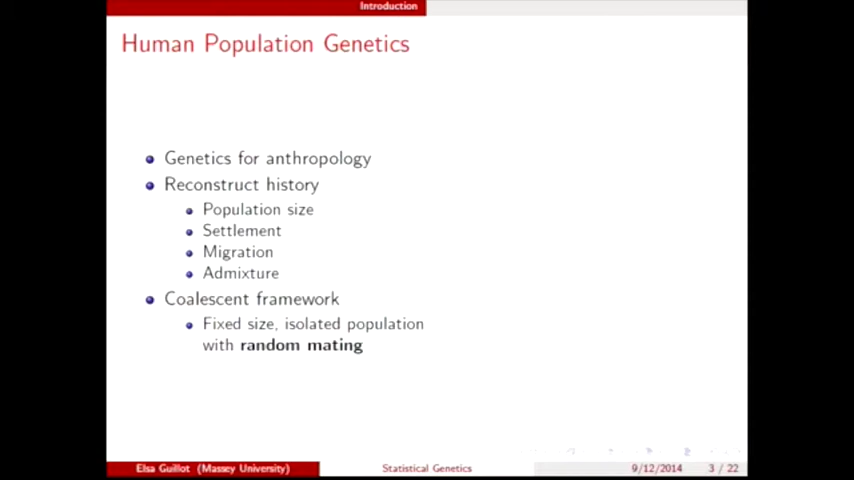 Introduction
Human Population Genetics
Genetics for anthropology
Reconstruct history
Population size
Settlement
Migration
Admixture
Coalescent framework
Fixed size, isolated population
with random mating
Elsa Guillot (Massey University)
Statistical Genetics
9/12/2014
3 / 22